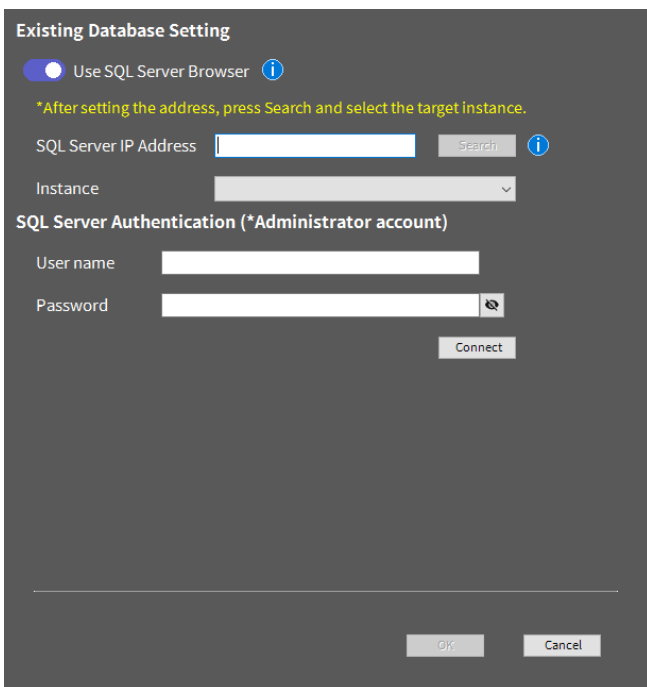 Existing Database Setting
Use SQL Server Browser i
*After setting the address, press Search and select the target instance.
SQL Server IP Address Search i
Instance
SQL Server Authentication (*Administrator account)
User name
Password
Connect
OK Cancel